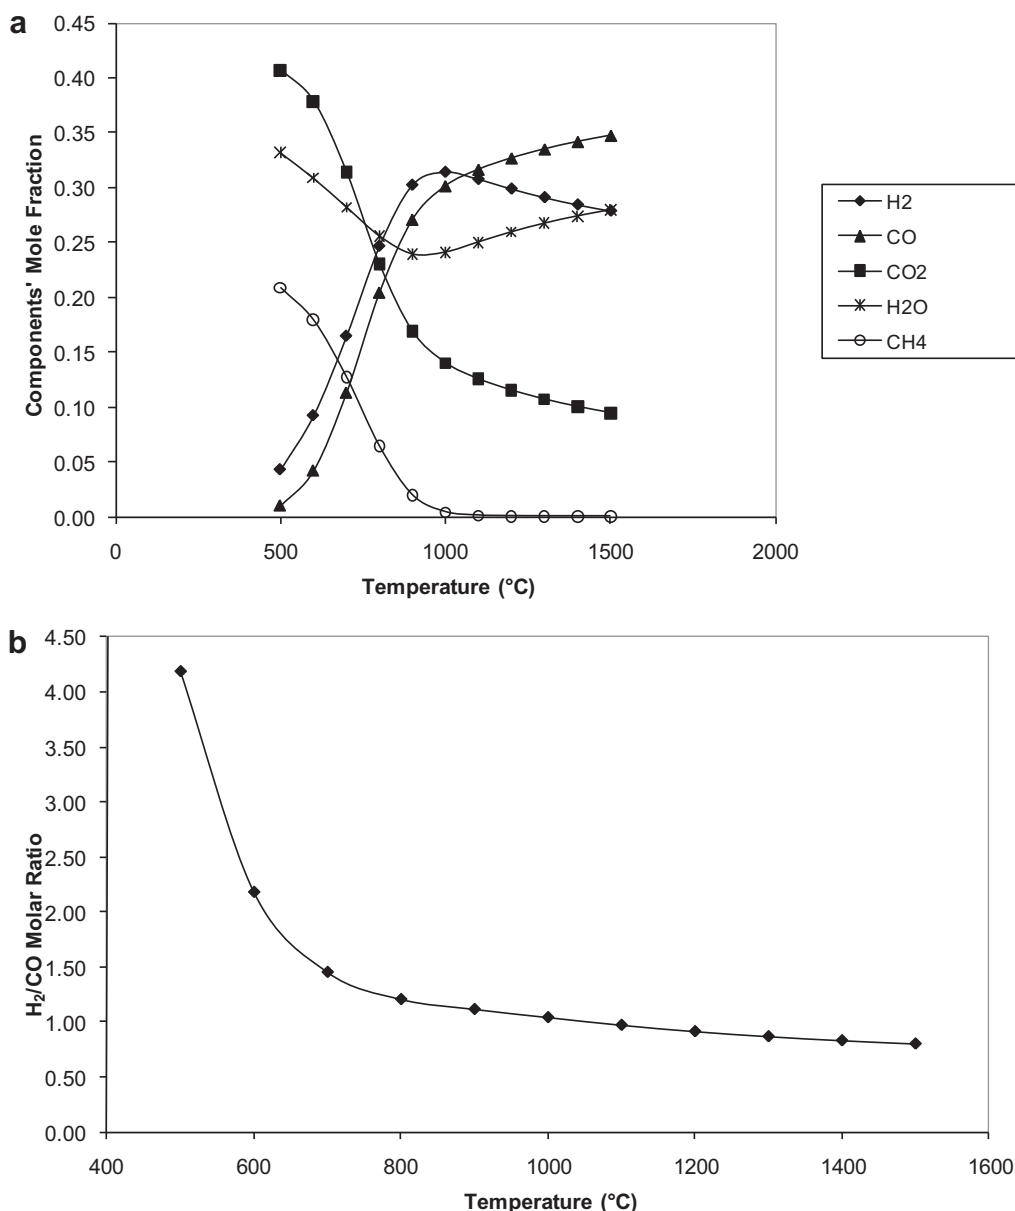 a
0.45
0.40
0.35
0.30
0.25
0.20
0.15
0.10
0.05
0.00
Components' Mole Fraction
0 500 1000 1500 2000
Temperature (°C)
H2
CO
CO2
H2O
CH4
b
4.50
4.00
3.50
3.00
2.50
2.00
1.50
1.00
0.50
0.00
H₂/CO Molar Ratio
400 600 800 1000 1200 1400 1600
Temperature (°C)